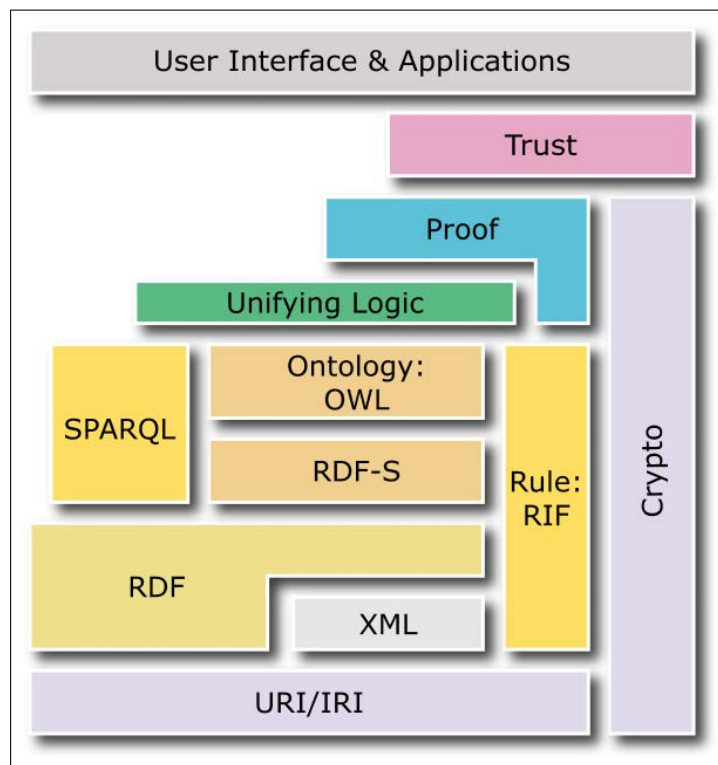 User Interface & Applications
Trust
Proof
Unifying Logic
SPARQL
Ontology:
OWL
RDF-S
Rule:
RIF
Crypto
RDF
XML
URI/IRI